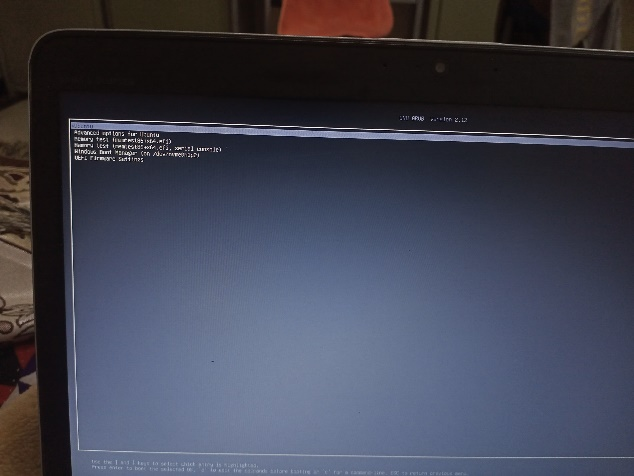 GNU GRUB version 2.12
Ubuntu
Advanced options for Ubuntu
Memory test (memtest86+x64.efi)
Memory test (memtest86+x64.efi, serial console)
Windows Boot Manager (on /dev/nvme0n1p2)
UEFI Firmware Settings
Use the and keys to select which entry is highlighted.
Press enter to boot the selected OS, `e' to edit the commands before booting or `c' for a command-line. ESC to return previous menu.